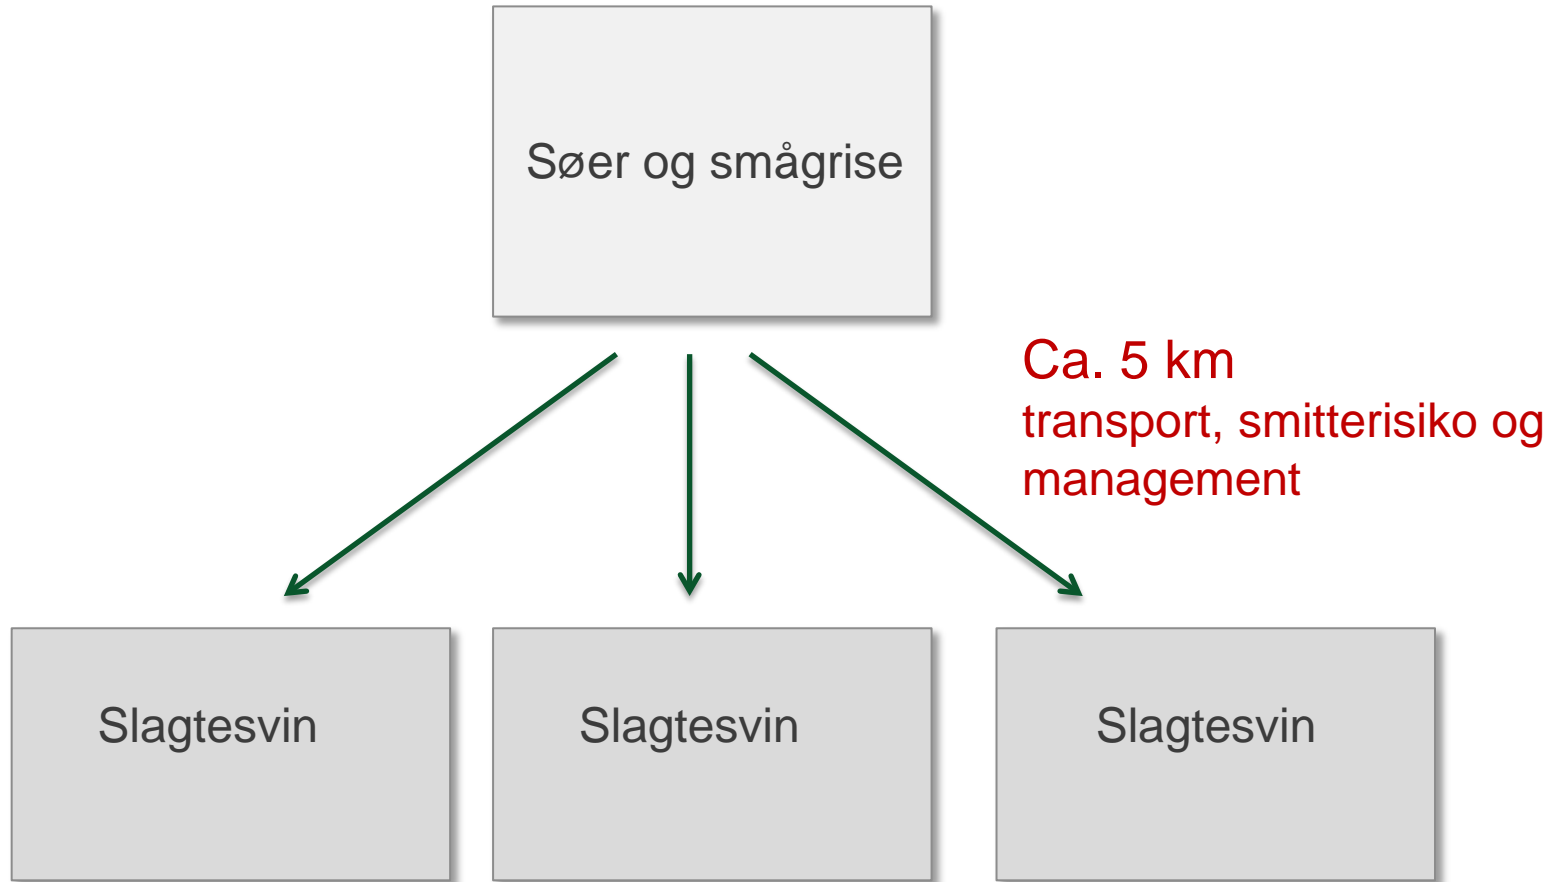 Søer og smågrise
Ca. 5 km
transport, smitterisiko og
management
Slagtesvin
Slagtesvin
Slagtesvin